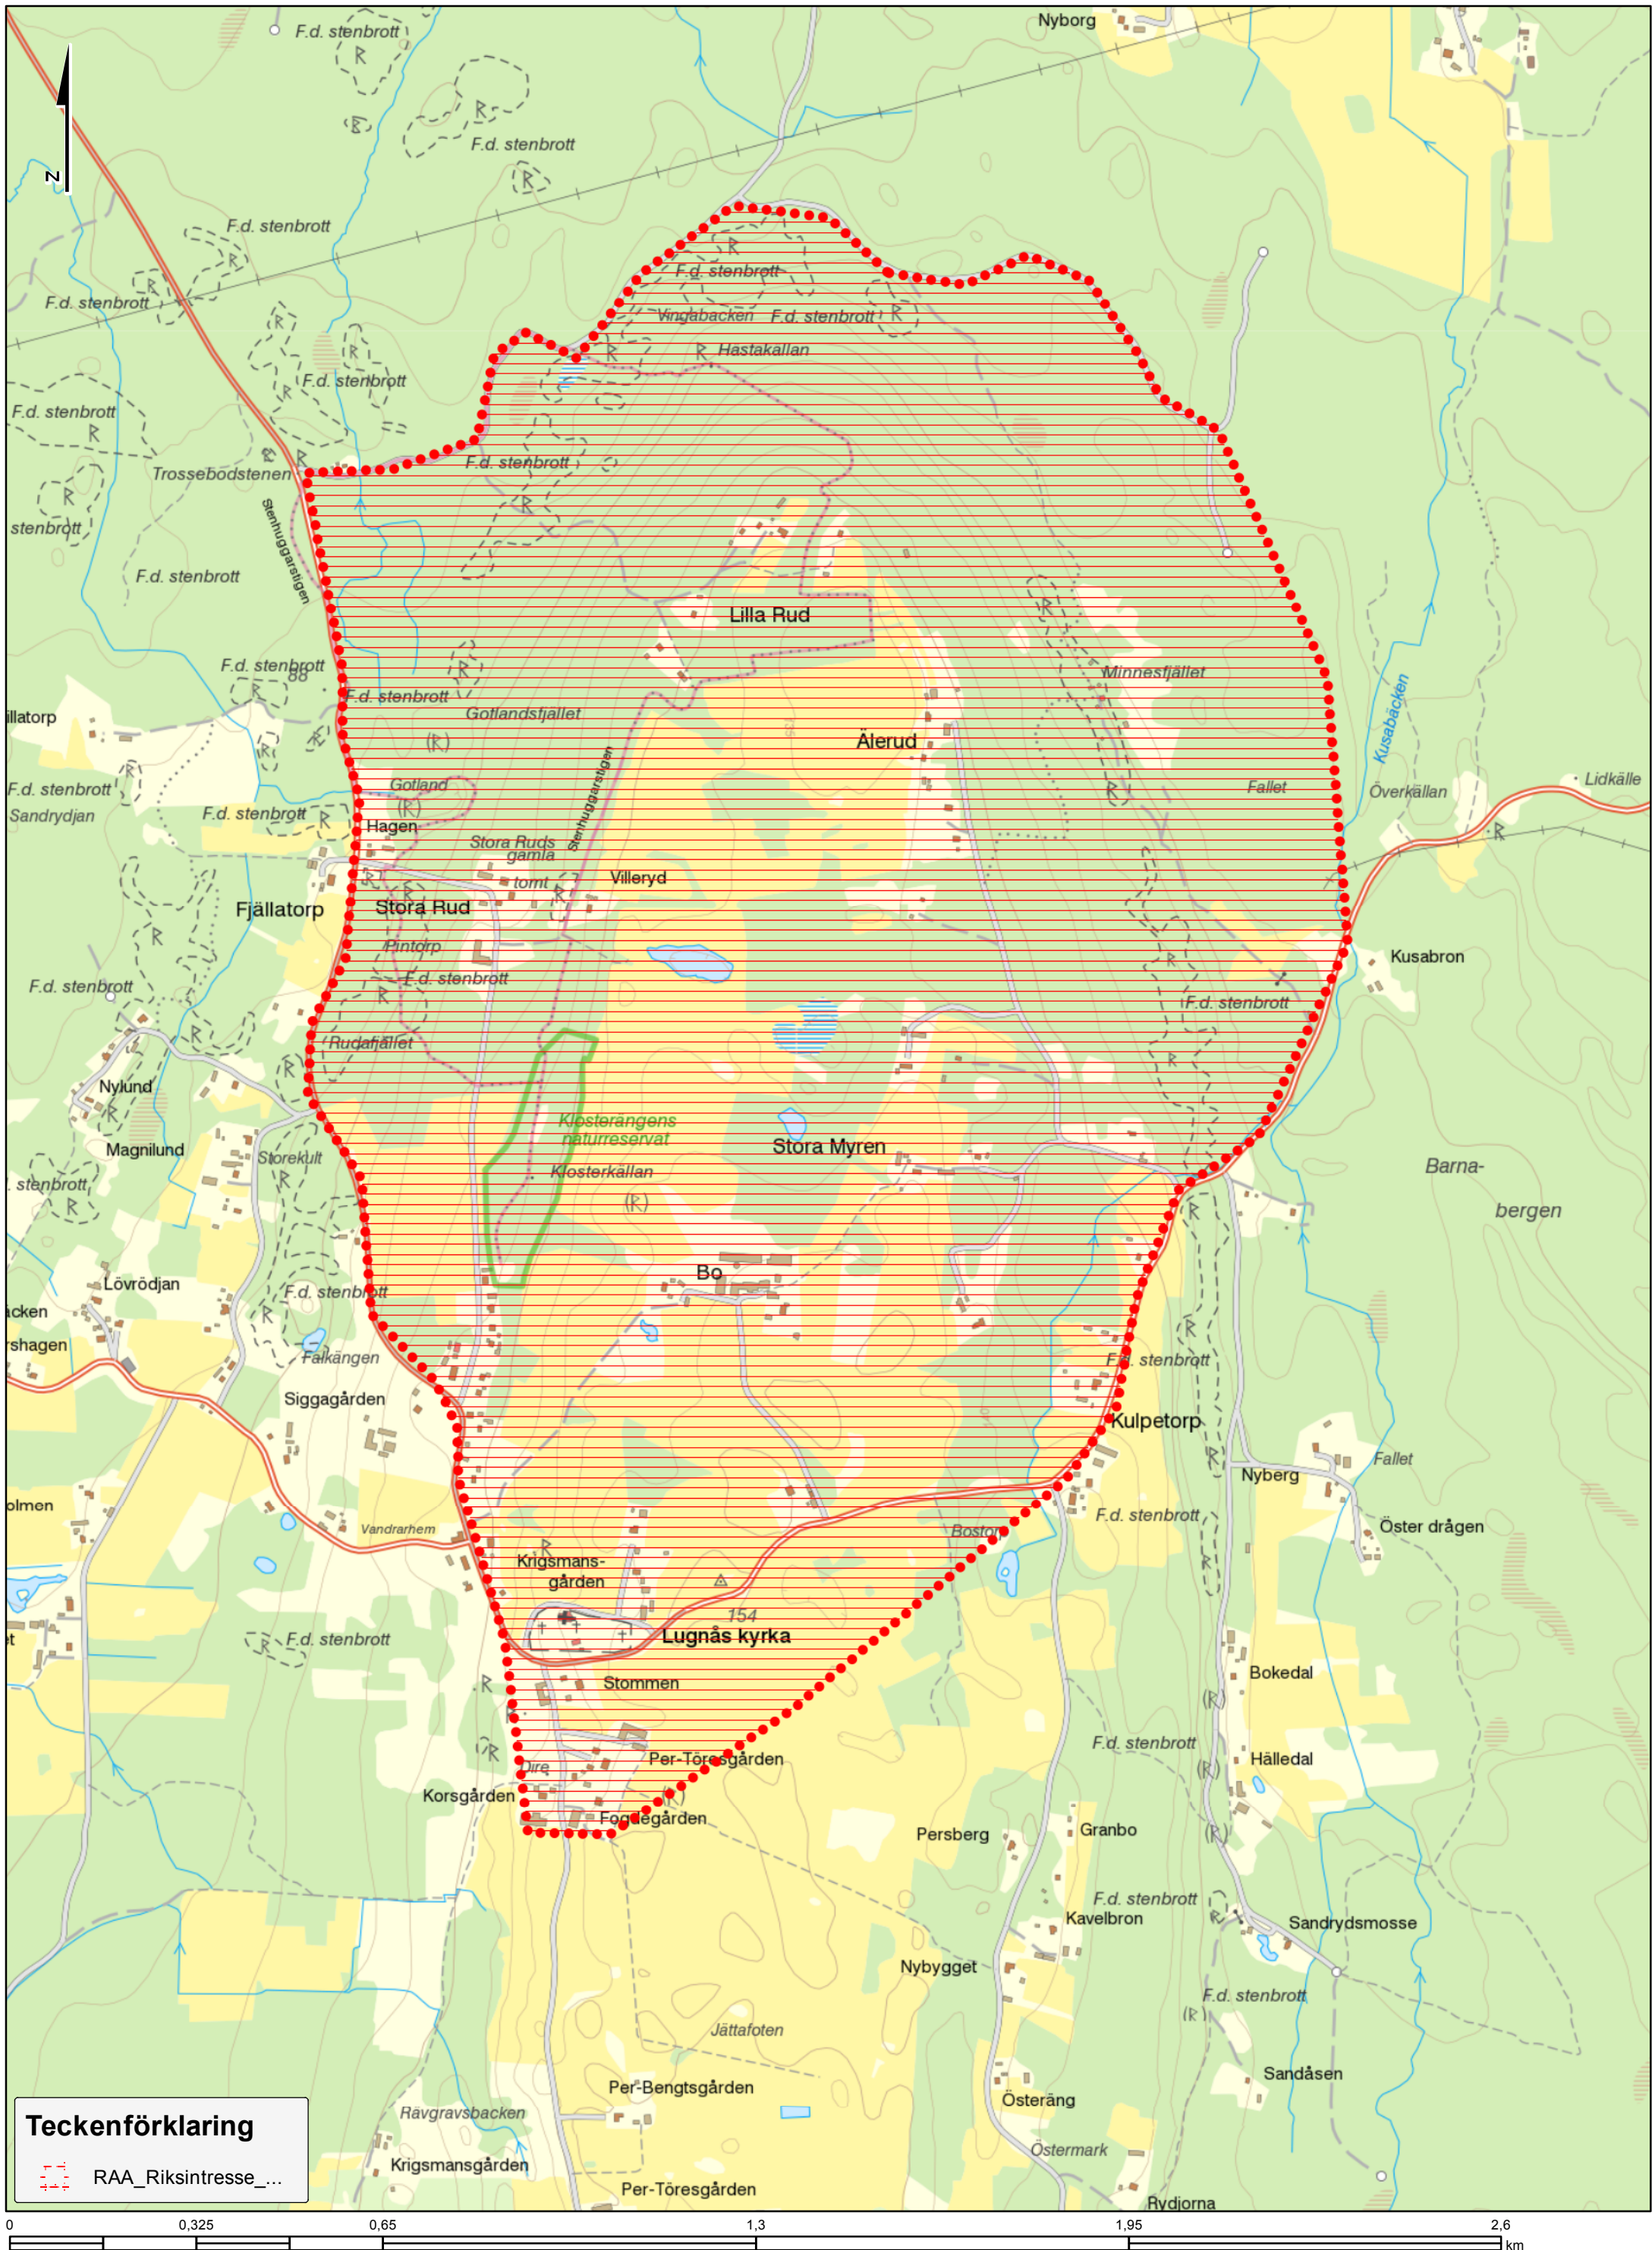 Nyborg
F.d. stenbrott
F.d. stenbrott
N
F.d. stenbrott
F.d. stenbrott
F.d. stenbrott
Vingabacken
F.d. stenbrott
Hastakällan
F.d. stenbrott
F.d. stenbrott
Trossebodstenen
F.d. stenbrott
stenbrott
Stenhuggarstigen
F.d. stenbrott
Lilla Rud
F.d. stenbrott
88
Minnesfjället
F.d. stenbrott
Gotlandsfjället
illatorp
Älerud
Kusabäcken
Stenhuggarstigen
F.d. stenbrott
Gotland
Fallet
Överkällan
Lidkälle
Sandrydjan
F.d. stenbrott
Hagen
Stora Ruds
gamla
tomt
Villeryd
Fjällatorp
Stora Rud
Pintorp
Kusabron
F.d. stenbrott
F.d. stenbrott
F.d. stenbrott
Rudafjället
Nylund
Klosterängens
naturreservat
Magnilund
Storekult
Stora Myren
Klosterkällan
. stenbrott
Barna-
bergen
Bo
Lövrödjan
F.d. stenbrott
äcken
rshagen
Falkängen
F.d. stenbrott
Siggagården
Kulpetorp
Fallet
Nyberg
olmen
F.d. stenbrott
Vandrarhem
Boston
Öster drågen
Krigsmans-
gården
154
F.d. stenbrott
et
Lugnås kyrka
Stommen
Bokedal
F.d. stenbrott
Per-Töresgården
Hälledal
Dire
Korsgården
Fogdegården
Persberg
Granbo
F.d. stenbrott
Kavelbron
Sandrydsmosse
Nybygget
F.d. stenbrott
Jättafoten
Sandåsen
Per-Bengtsgården
Österäng
Rävgravsbacken
Östermark
Krigsmansgården
Per-Töresgården
Rydjorna
Teckenförklaring
RAA_Riksintresse_...
0 0,325 0,65 1,3 1,95 2,6
km